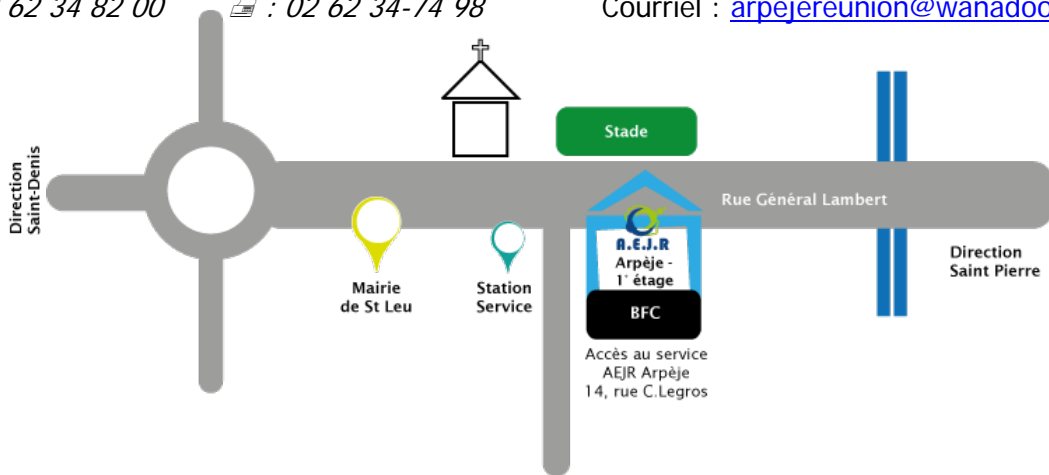 62 34 82 00 : 02 62 34-74 98 Courriel : arpejereunion@wanadoo
Stade
Direction
Saint-Denis
Rue Général Lambert
A.E.J.R
Arpèje -
1° étage
BFC
Direction
Saint Pierre
Mairie
de St Leu
Station
Service
Accès au service
AEJR Arpèje
14, rue C.Legros